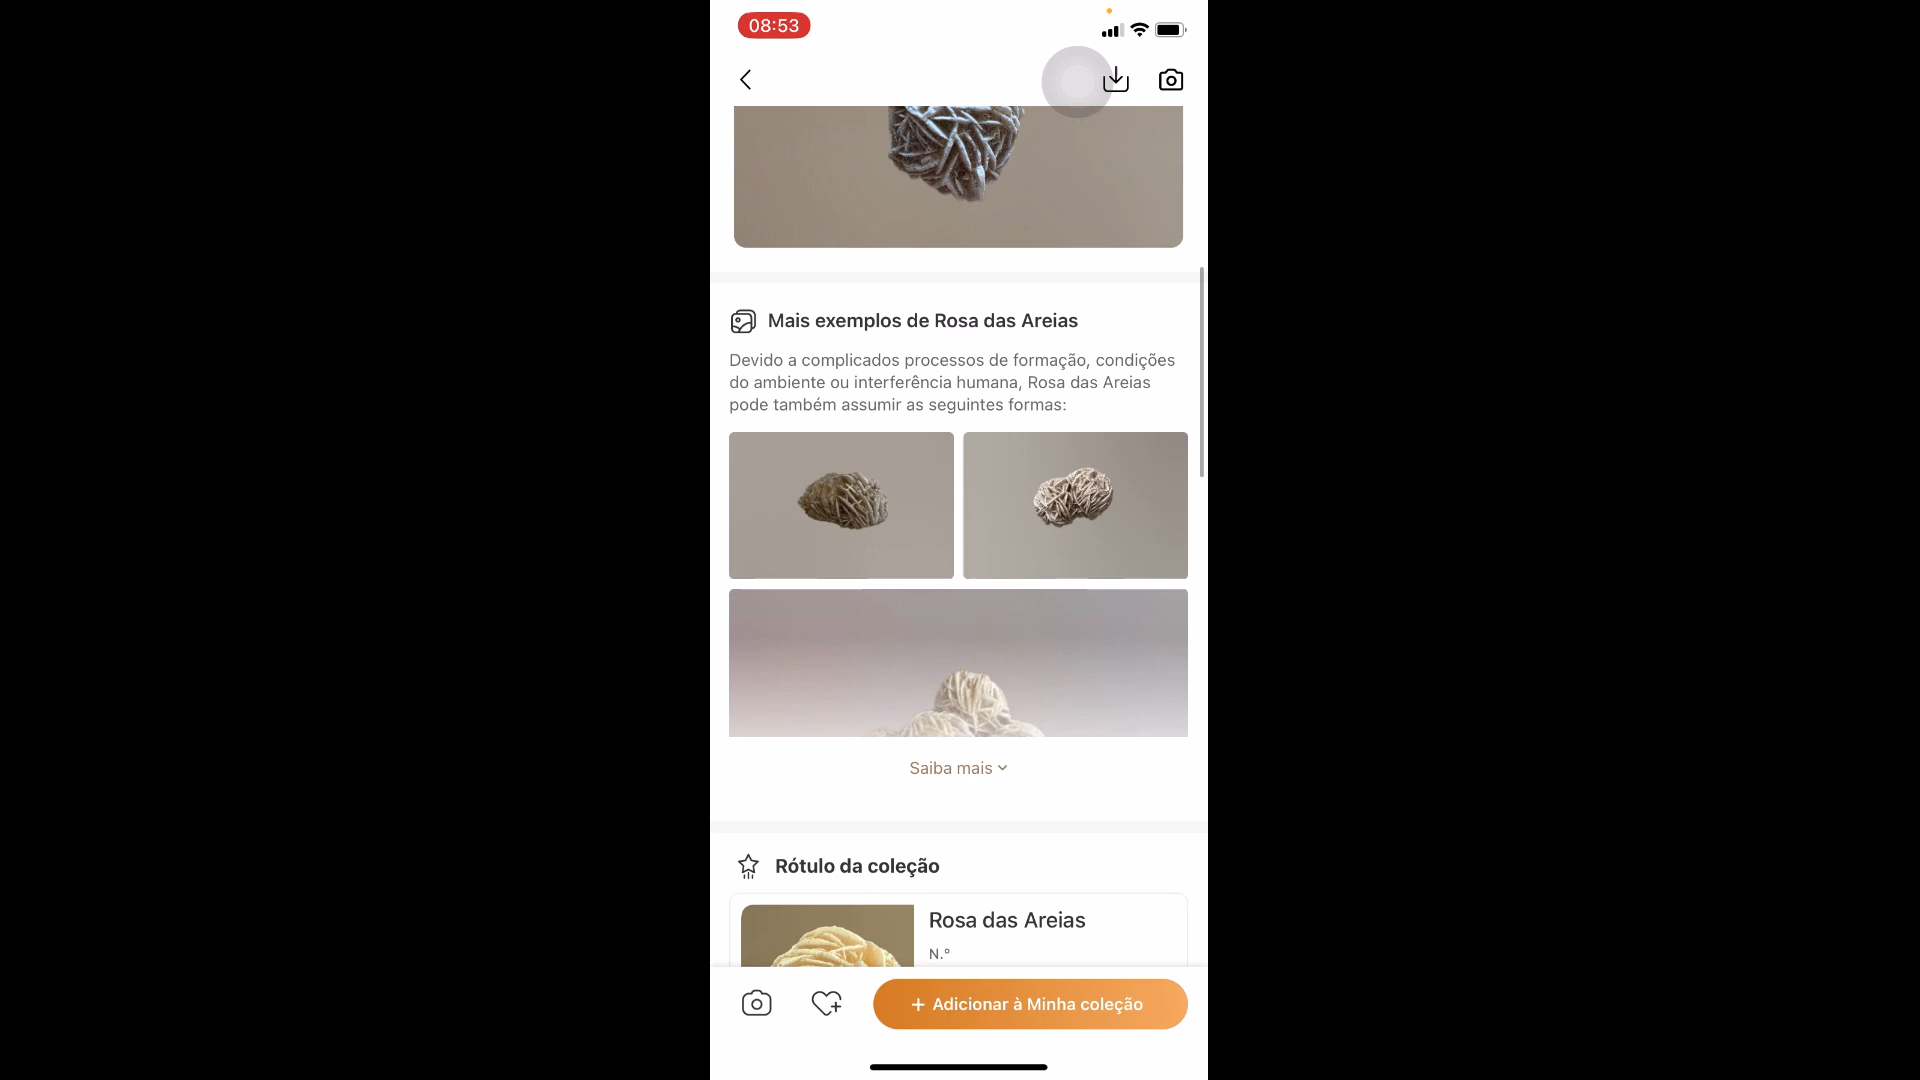 08:53
Mais exemplos de Rosa das Areias
Devido a complicados processos de formação, condições
do ambiente ou interferência humana, Rosa das Areias
pode também assumir as seguintes formas:
Saiba mais
Rótulo da coleção
Rosa das Areias
N.º
+ Adicionar à Minha coleção